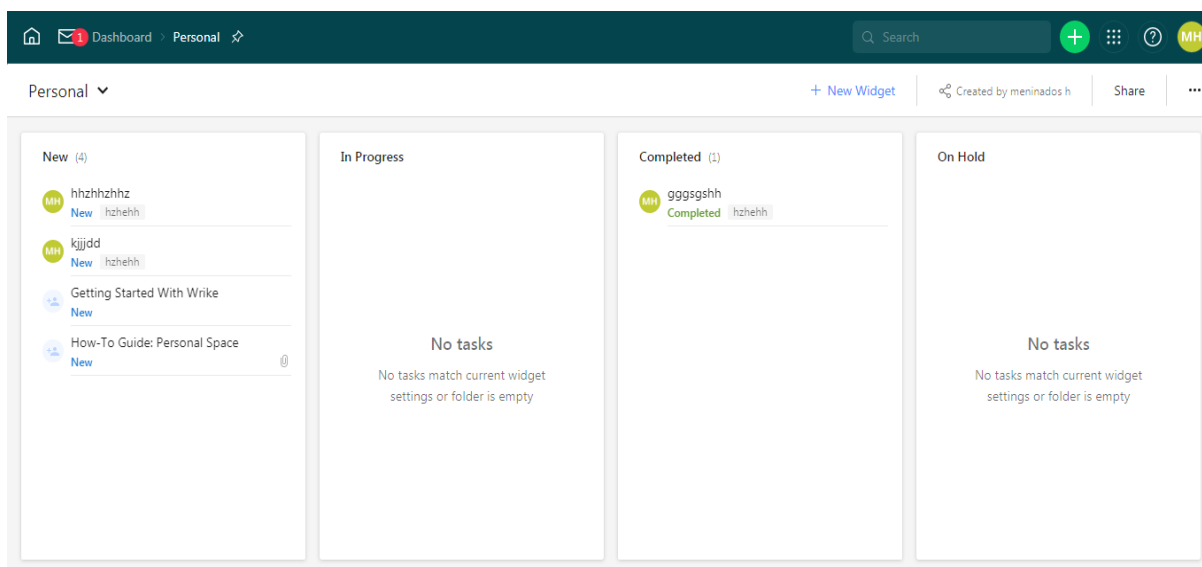 1 Dashboard > Personal
Search
MH
Personal
+ New Widget
Created by meninados h
Share
New (4)
MH
hhzhhzhhz
New hzhehh
MH
kjjjdd
New hzhehh
Getting Started With Wrike
New
How-To Guide: Personal Space
New
In Progress
No tasks
No tasks match current widget
settings or folder is empty
Completed (1)
MH
gggsgshh
Completed hzhehh
On Hold
No tasks
No tasks match current widget
settings or folder is empty